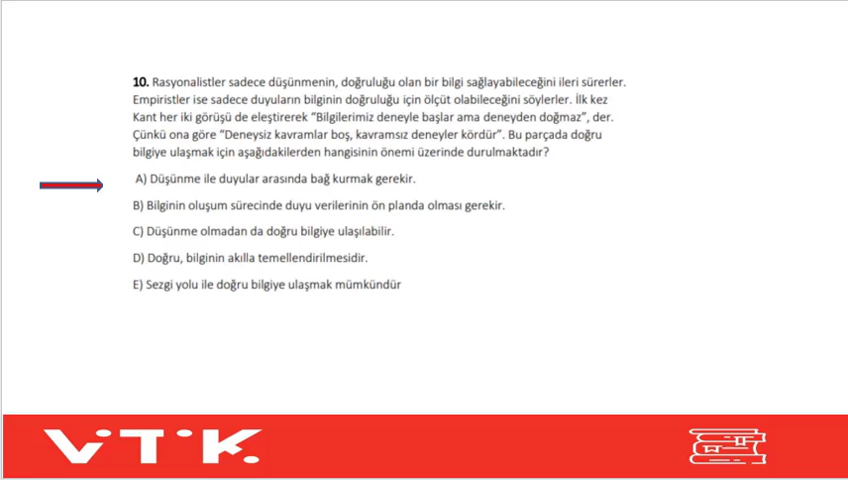 10. Rasyonalistler sadece düşünmenin, doğruluğu olan bir bilgi sağlayabileceğini ileri sürerler.
Empiristler ise sadece duyuların bilginin doğruluğu için ölçüt olabileceğini söylerler. İlk kez
Kant her iki görüşü de eleştirerek “Bilgilerimiz deneyle başlar ama deneyden doğmaz”, der.
Çünkü ona göre “Deneysiz kavramlar boş, kavramsız deneyler kördür”. Bu parçada doğru
bilgiye ulaşmak için aşağıdakilerden hangisinin önemi üzerinde durulmaktadır?
A) Düşünme ile duyular arasında bağ kurmak gerekir.
B) Bilginin oluşum sürecinde duyu verilerinin ön planda olması gerekir.
C) Düşünme olmadan da doğru bilgiye ulaşılabilir.
D) Doğru, bilginin akılla temellendirilmesidir.
E) Sezgi yolu ile doğru bilgiye ulaşmak mümkündür
VTK